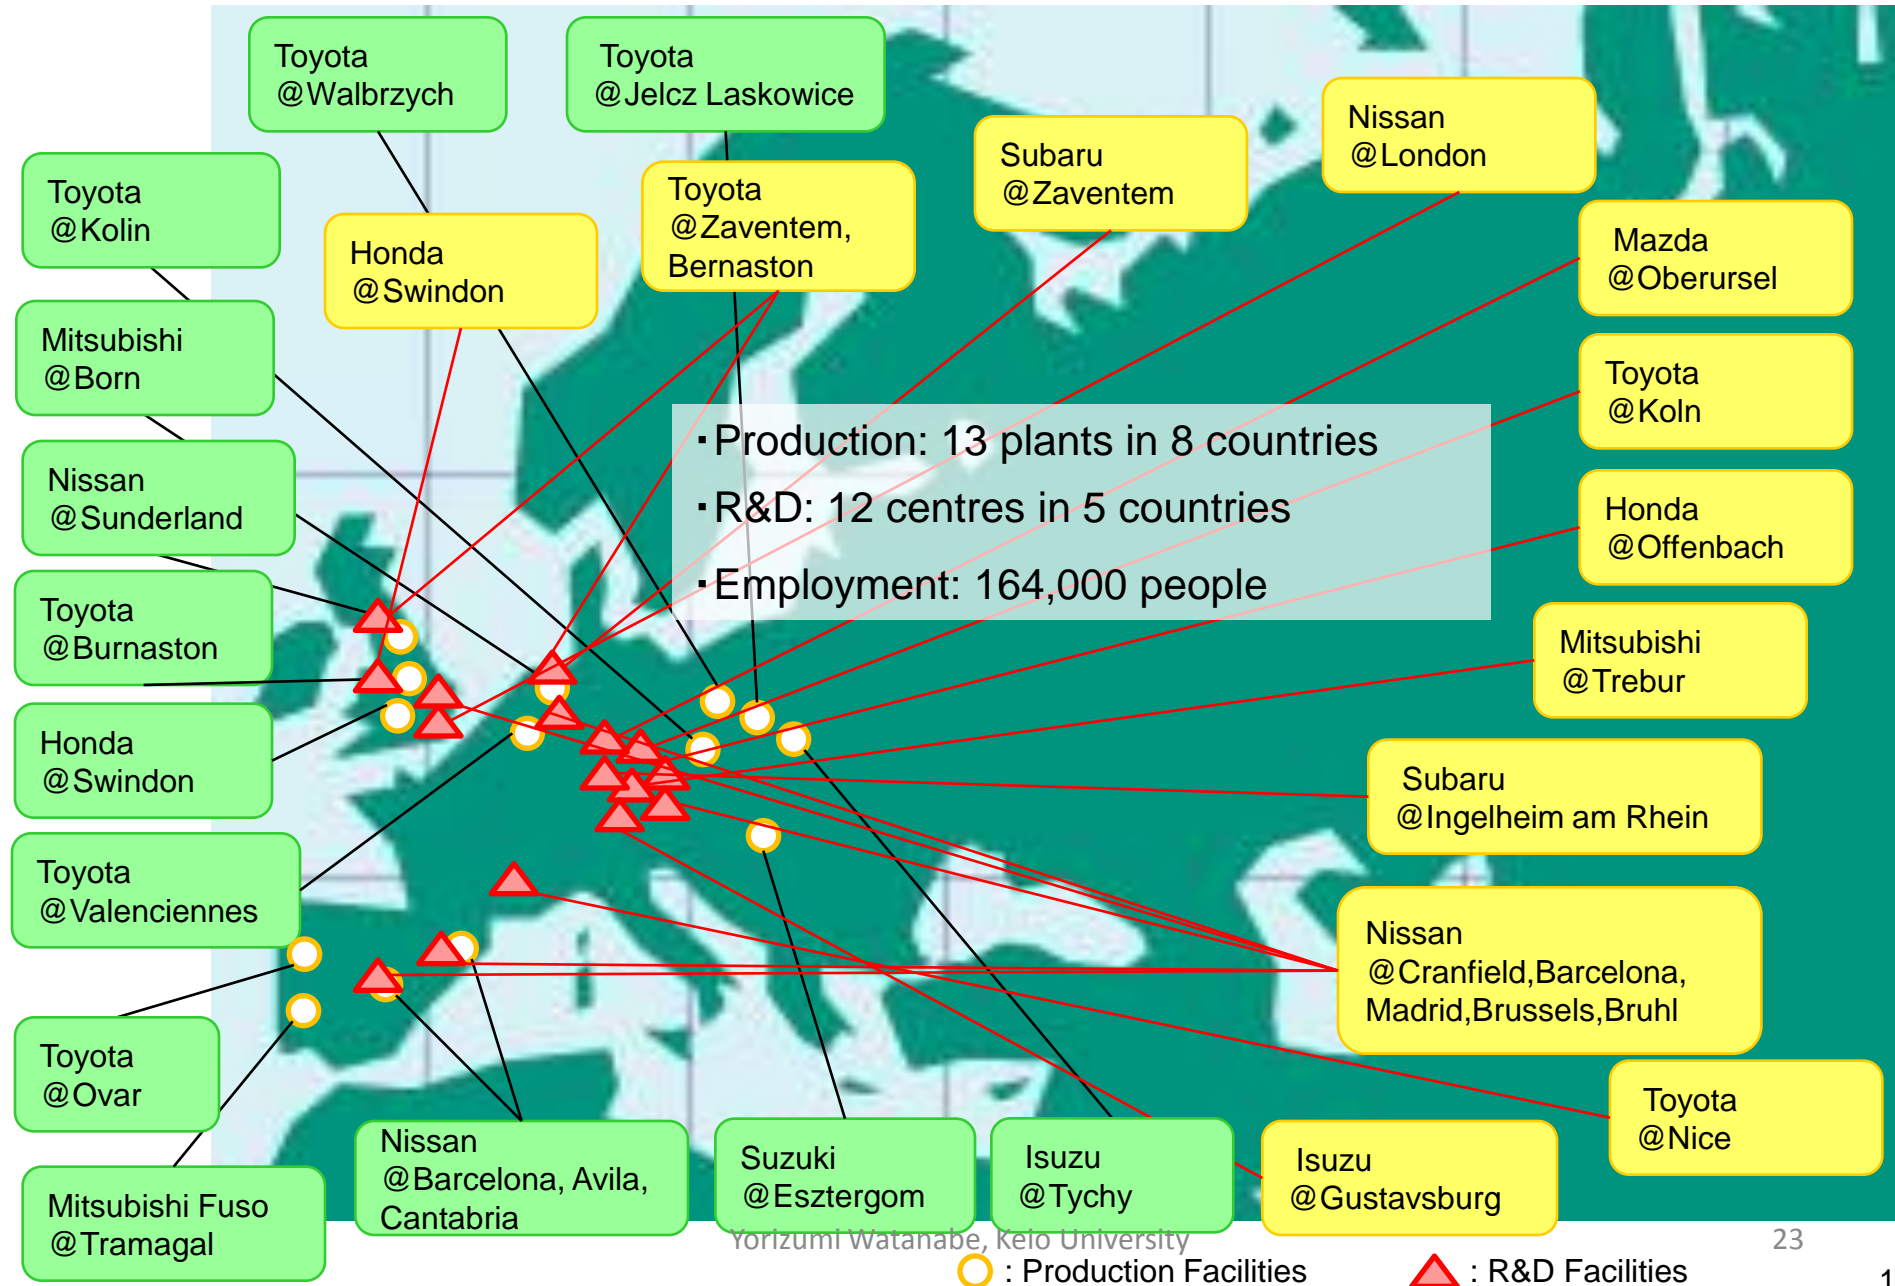 Toyota
@Walbrzych
Toyota
@Jelcz Laskowice
Nissan
@London
Subaru
@Zaventem
Toyota
@Kolin
Toyota
@Zaventem,
Bernaston
Honda
@Swindon
Mazda
@Oberursel
Mitsubishi
@Born
Toyota
@Koln
・Production: 13 plants in 8 countries
・R&D: 12 centres in 5 countries
・Employment: 164,000 people
Nissan
@Sunderland
Honda
@Offenbach
Toyota
@Burnaston
Mitsubishi
@Trebur
Honda
@Swindon
Subaru
@Ingelheim am Rhein
Toyota
@Valenciennes
Nissan
@Cranfield,Barcelona,
Madrid,Brussels,Bruhl
Toyota
@Ovar
Toyota
@Nice
Nissan
@Barcelona, Avila,
Cantabria
Suzuki
@Esztergom
Isuzu
@Tychy
Isuzu
@Gustavsburg
Mitsubishi Fuso
@Tramagal
Yorizumi Watanabe, Keio University
23
: Production Facilities
: R&D Facilities